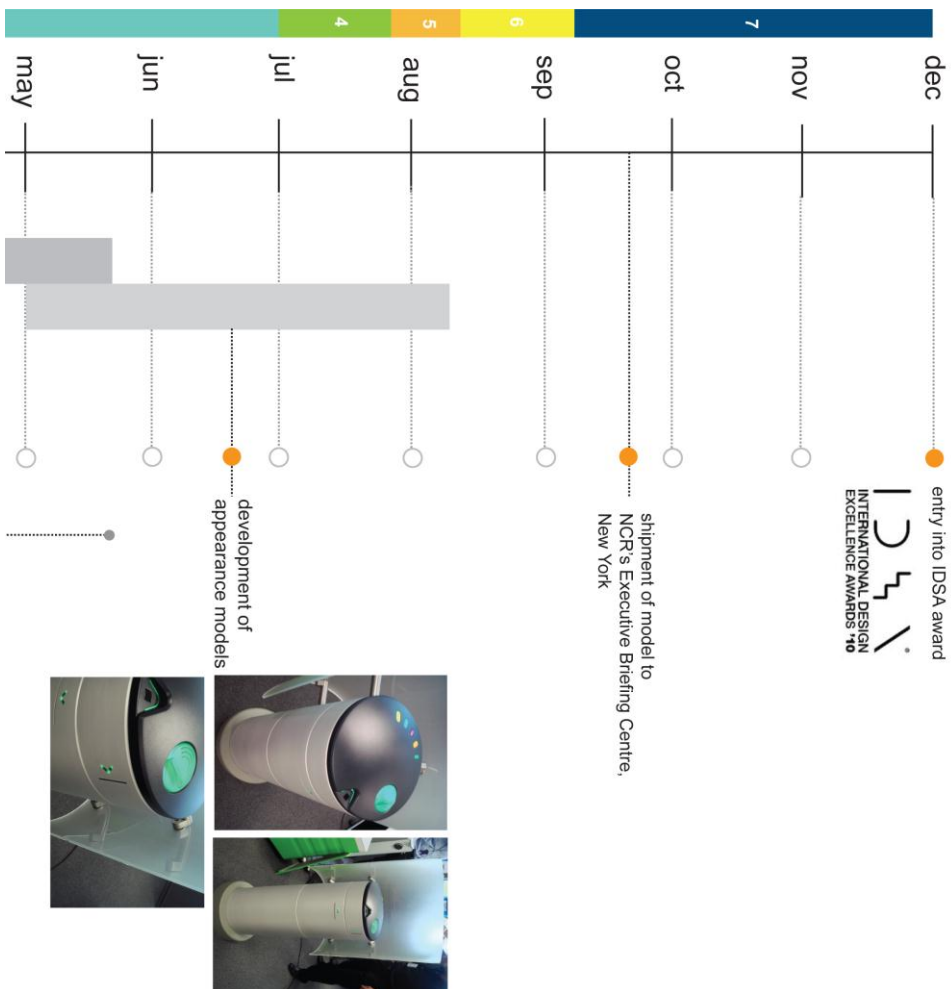 4
5
6
7
may
jun
jul
aug
sep
oct
nov
dec
development of
appearance models
shipment of model to
NCR's Executive Briefing Centre,
New York
entry into IDSA award
INTERNATIONAL DESIGN
EXCELLENCE AWARDS '10